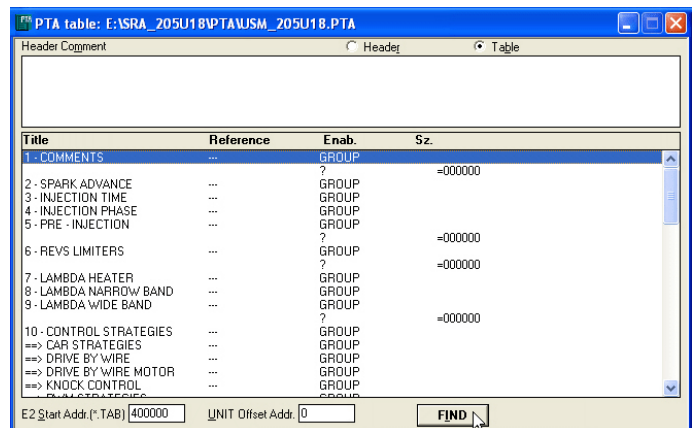 PTA table: E:\SRA_205U18\PTA\USM_205U18.PTA
Header Comment Header Table
Title Reference Enab. Sz.
1 - COMMENTS --- GROUP
? =000000
2 - SPARK ADVANCE --- GROUP
3 - INJECTION TIME --- GROUP
4 - INJECTION PHASE --- GROUP
5 - PRE - INJECTION --- GROUP
? =000000
6 - REVS LIMITERS --- GROUP
? =000000
7 - LAMBDA HEATER --- GROUP
8 - LAMBDA NARROW BAND --- GROUP
9 - LAMBDA WIDE BAND --- GROUP
? =000000
10 - CONTROL STRATEGIES --- GROUP
==> CAR STRATEGIES --- GROUP
==> DRIVE BY WIRE --- GROUP
==> DRIVE BY WIRE MOTOR --- GROUP
==> KNOCK CONTROL --- GROUP
==> PWM STRATEGIES --- GROUP
E2 Start Addr.(*.TAB) 400000 UNIT Offset Addr. 0 FIND